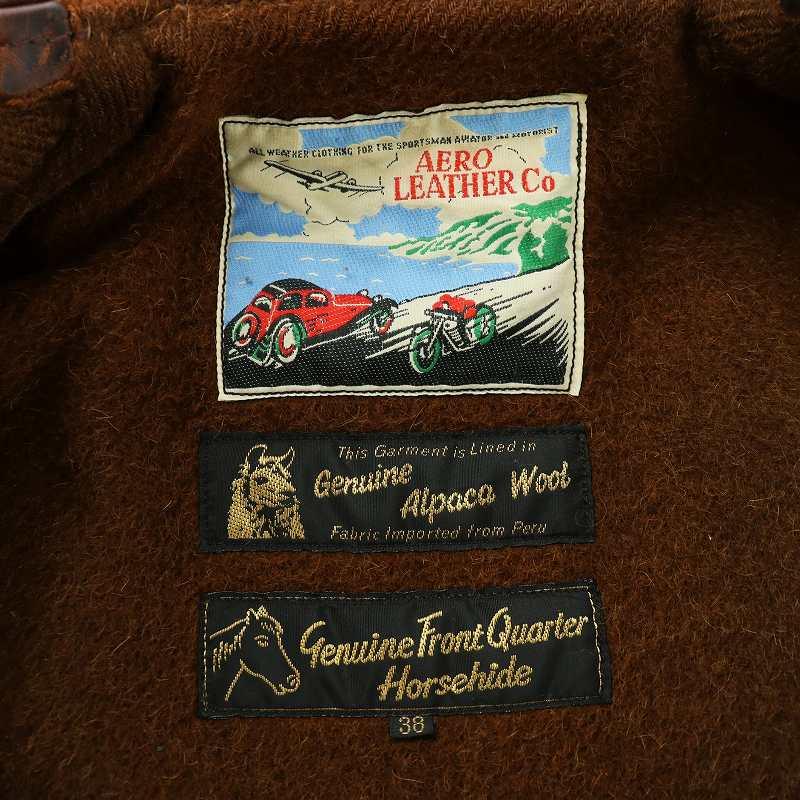 ALL WEATHER CLOTHING FOR THE SPORTSMAN AVIATOR AND MOTORIST
AERO
LEATHER Co
This Garment is Lined in
Genuine
Alpaca Wool
Fabric Imported from Peru
Genuine Front Quarter
Horsehide
38